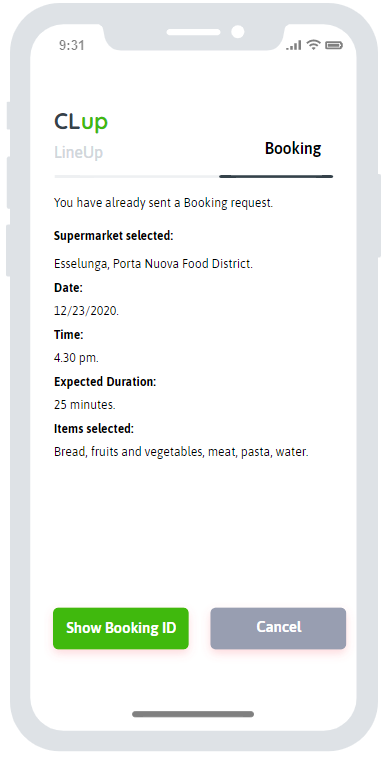 9:31
CLup
LineUp
Booking
You have already sent a Booking request.
Supermarket selected:
Esselunga, Porta Nuova Food District.
Date:
12/23/2020.
Time:
4.30 pm.
Expected Duration:
25 minutes.
Items selected:
Bread, fruits and vegetables, meat, pasta, water.
Show Booking ID
Cancel